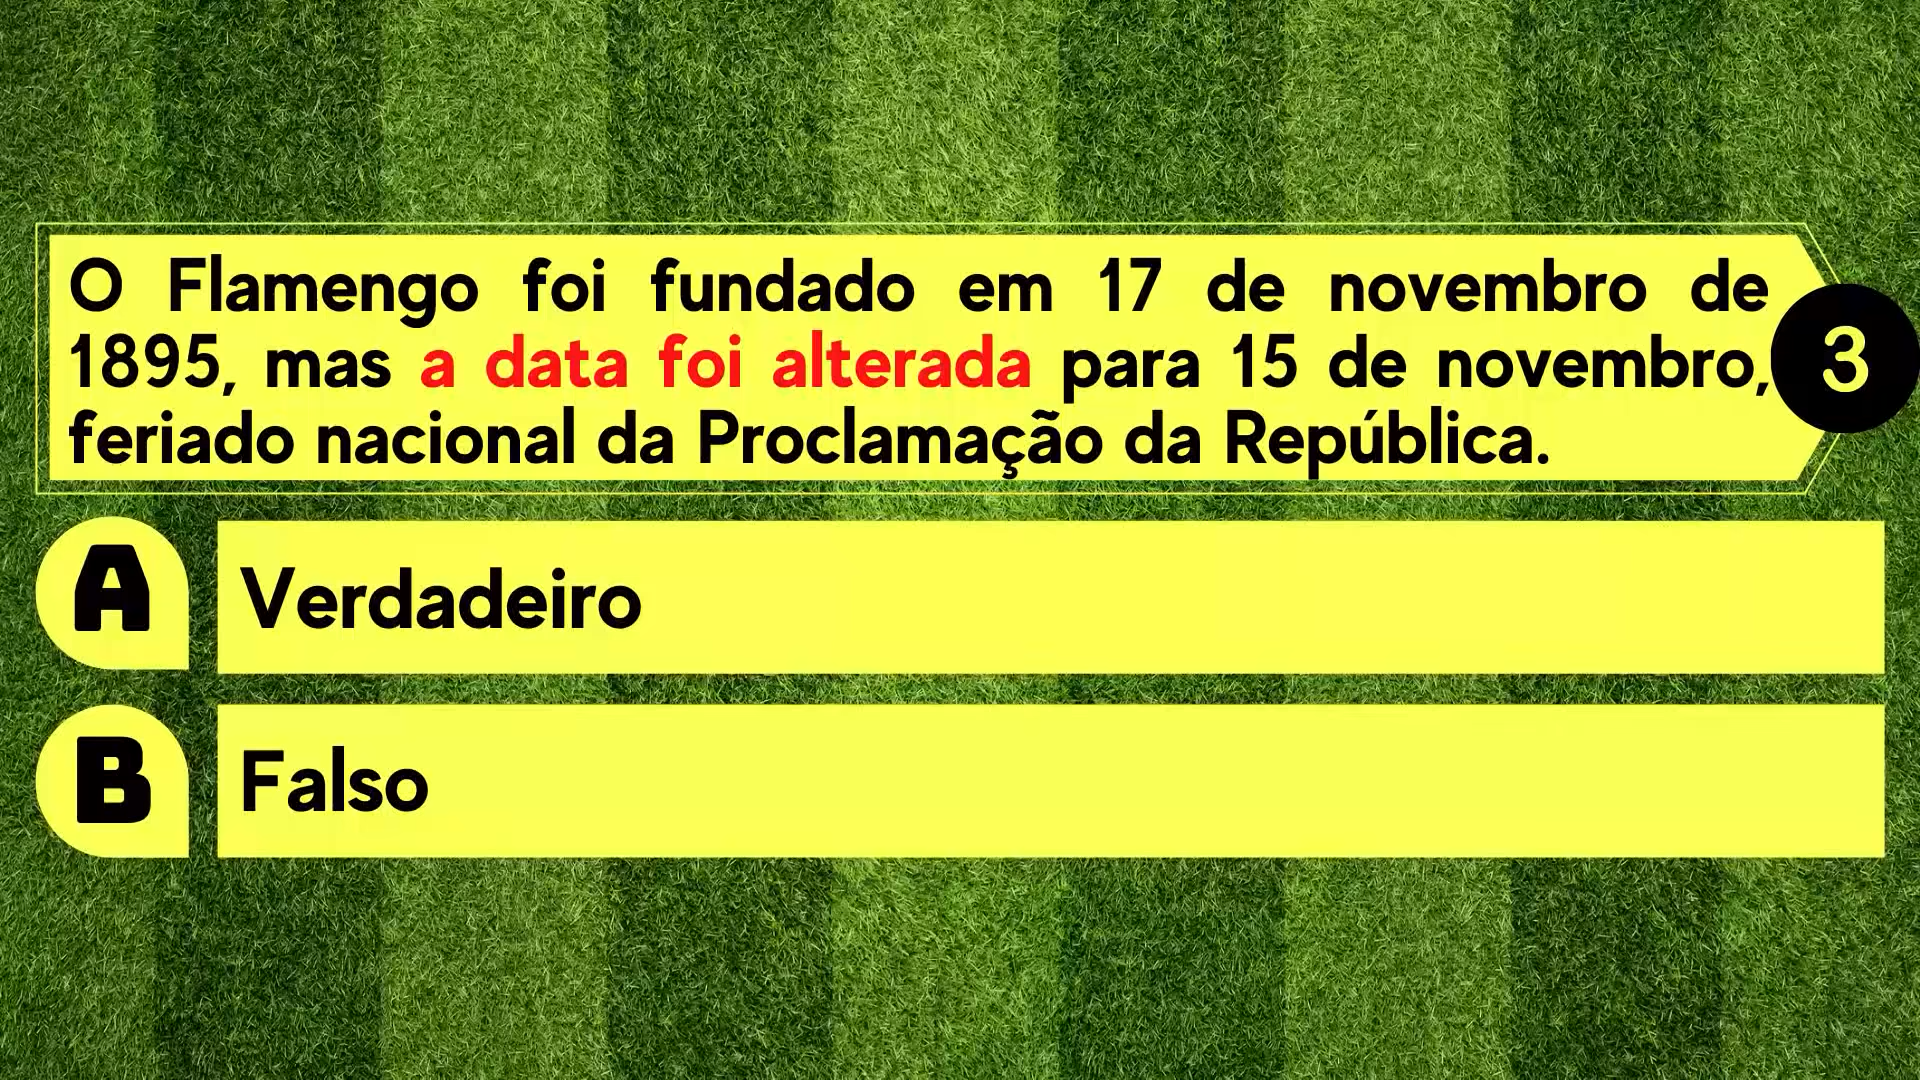 O Flamengo foi fundado em 17 de novembro de
1895, mas a data foi alterada para 15 de novembro,
feriado nacional da Proclamação da República.
3
A
Verdadeiro
B
Falso